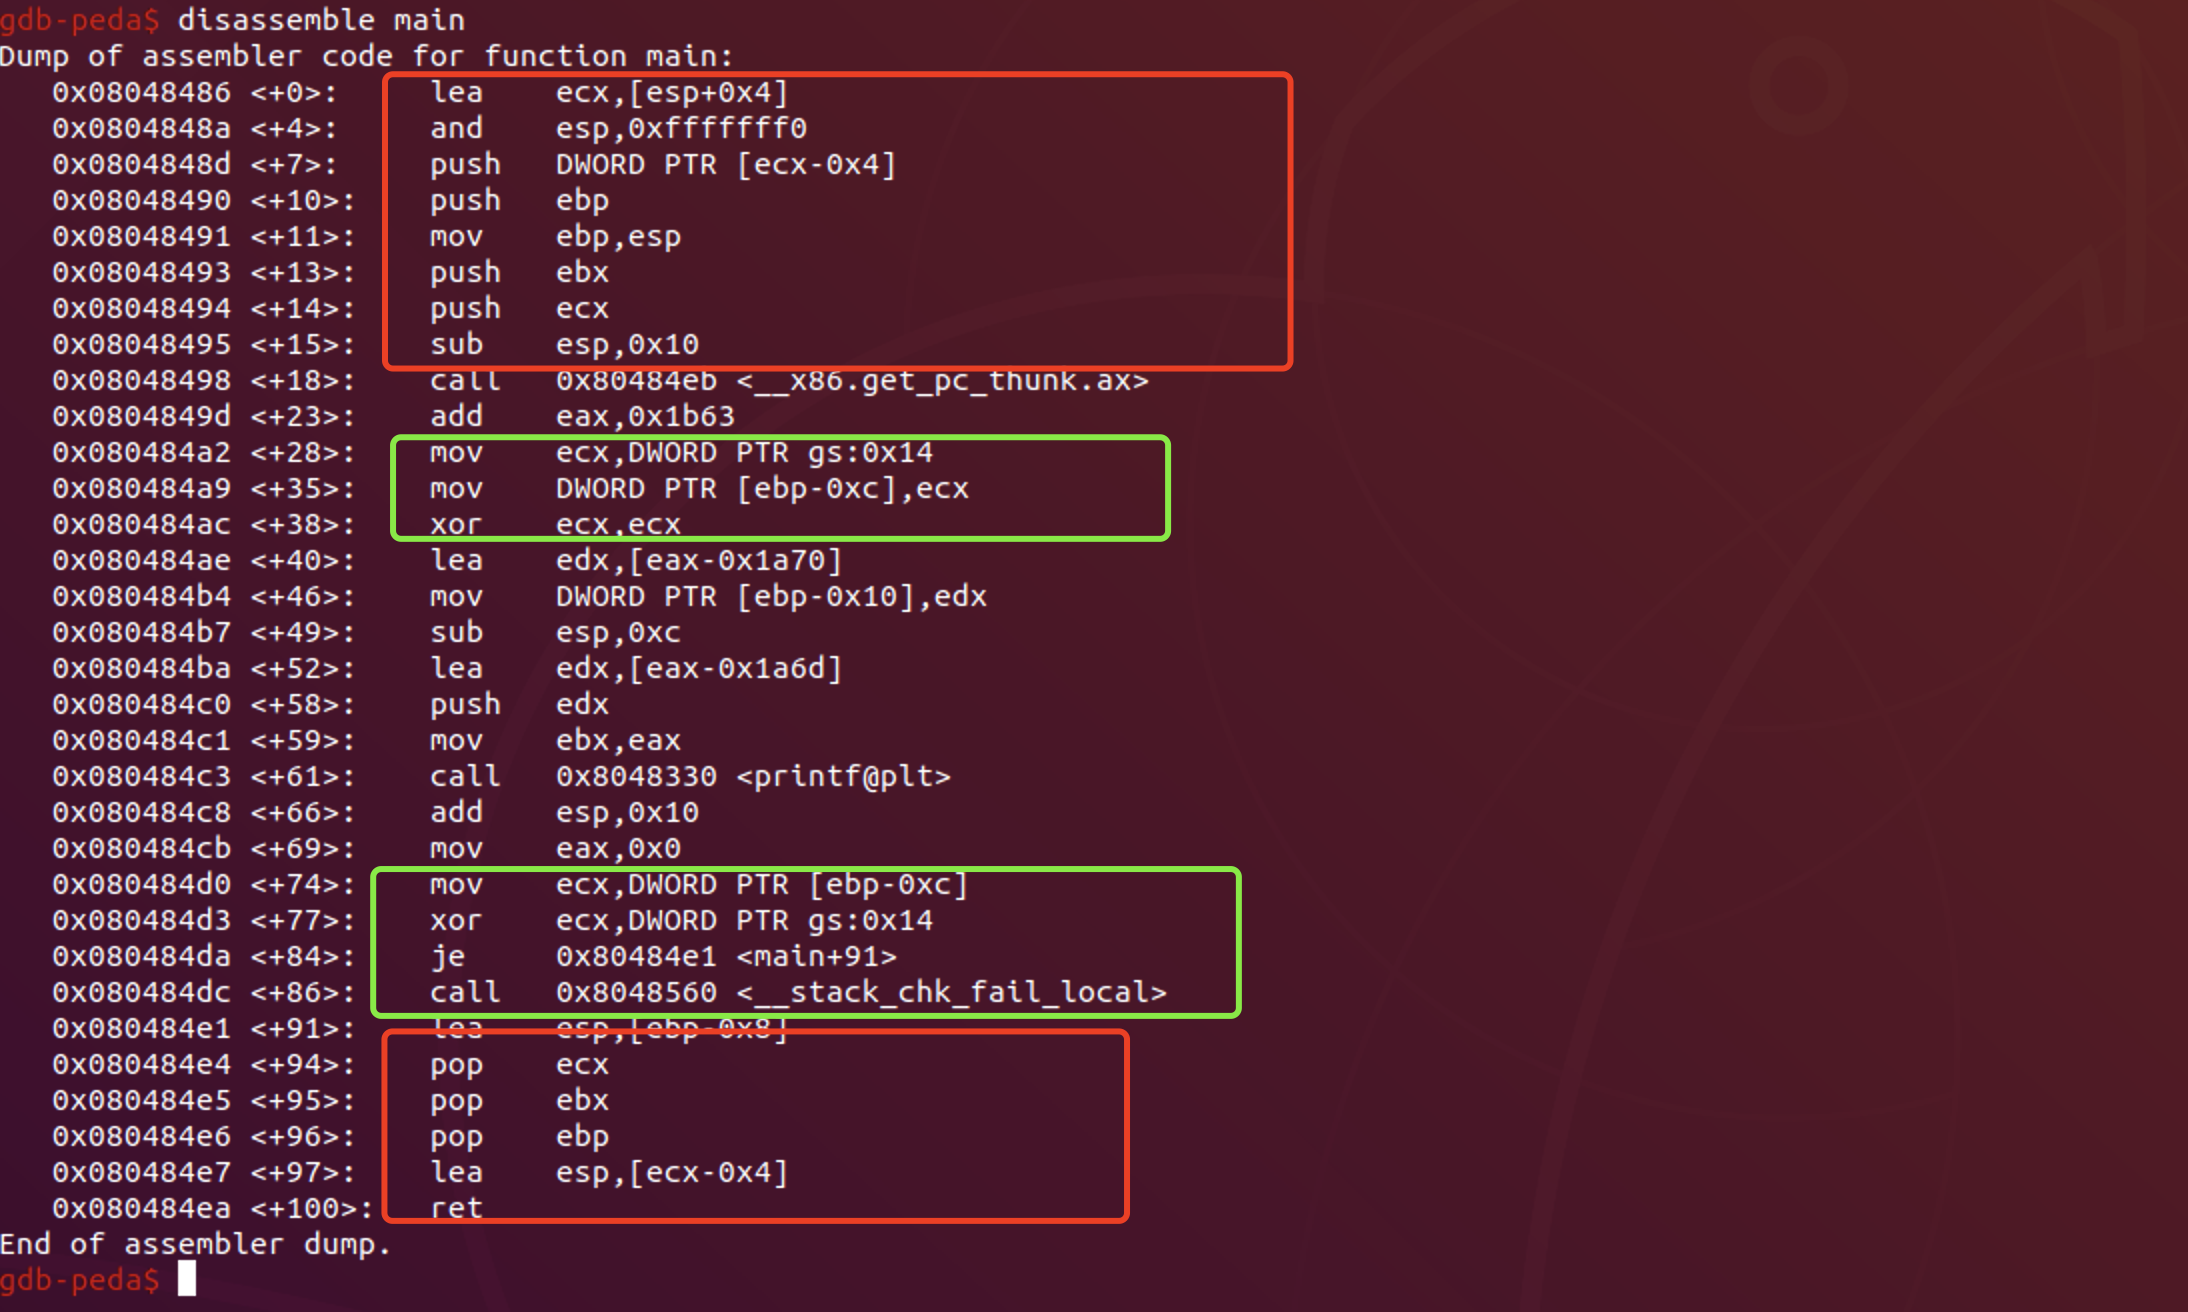 gdb-peda$ disassemble main
Dump of assembler code for function main:
0x08048486 <+0>: lea ecx,[esp+0x4]
0x0804848a <+4>: and esp,0xfffffff0
0x0804848d <+7>: push DWORD PTR [ecx-0x4]
0x08048490 <+10>: push ebp
0x08048491 <+11>: mov ebp,esp
0x08048493 <+13>: push ebx
0x08048494 <+14>: push ecx
0x08048495 <+15>: sub esp,0x10
0x08048498 <+18>: call 0x80484eb <__x86.get_pc_thunk.ax>
0x0804849d <+23>: add eax,0x1b63
0x080484a2 <+28>: mov ecx,DWORD PTR gs:0x14
0x080484a9 <+35>: mov DWORD PTR [ebp-0xc],ecx
0x080484ac <+38>: xor ecx,ecx
0x080484ae <+40>: lea edx,[eax-0x1a70]
0x080484b4 <+46>: mov DWORD PTR [ebp-0x10],edx
0x080484b7 <+49>: sub esp,0xc
0x080484ba <+52>: lea edx,[eax-0x1a6d]
0x080484c0 <+58>: push edx
0x080484c1 <+59>: mov ebx,eax
0x080484c3 <+61>: call 0x8048330 <printf@plt>
0x080484c8 <+66>: add esp,0x10
0x080484cb <+69>: mov eax,0x0
0x080484d0 <+74>: mov ecx,DWORD PTR [ebp-0xc]
0x080484d3 <+77>: xor ecx,DWORD PTR gs:0x14
0x080484da <+84>: je 0x80484e1 <main+91>
0x080484dc <+86>: call 0x8048560 <__stack_chk_fail_local>
0x080484e1 <+91>: lea esp,[ebp-0x8]
0x080484e4 <+94>: pop ecx
0x080484e5 <+95>: pop ebx
0x080484e6 <+96>: pop ebp
0x080484e7 <+97>: lea esp,[ecx-0x4]
0x080484ea <+100>: ret
End of assembler dump.
gdb-peda$